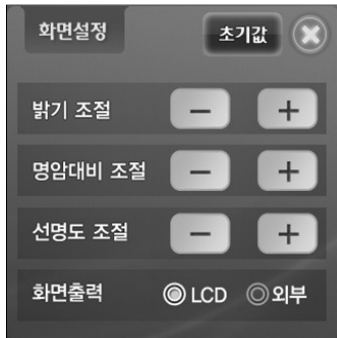 화면설정 초기값
밝기 조절 − +
명암대비 조절 − +
선명도 조절 − +
화면출력 LCD 외부